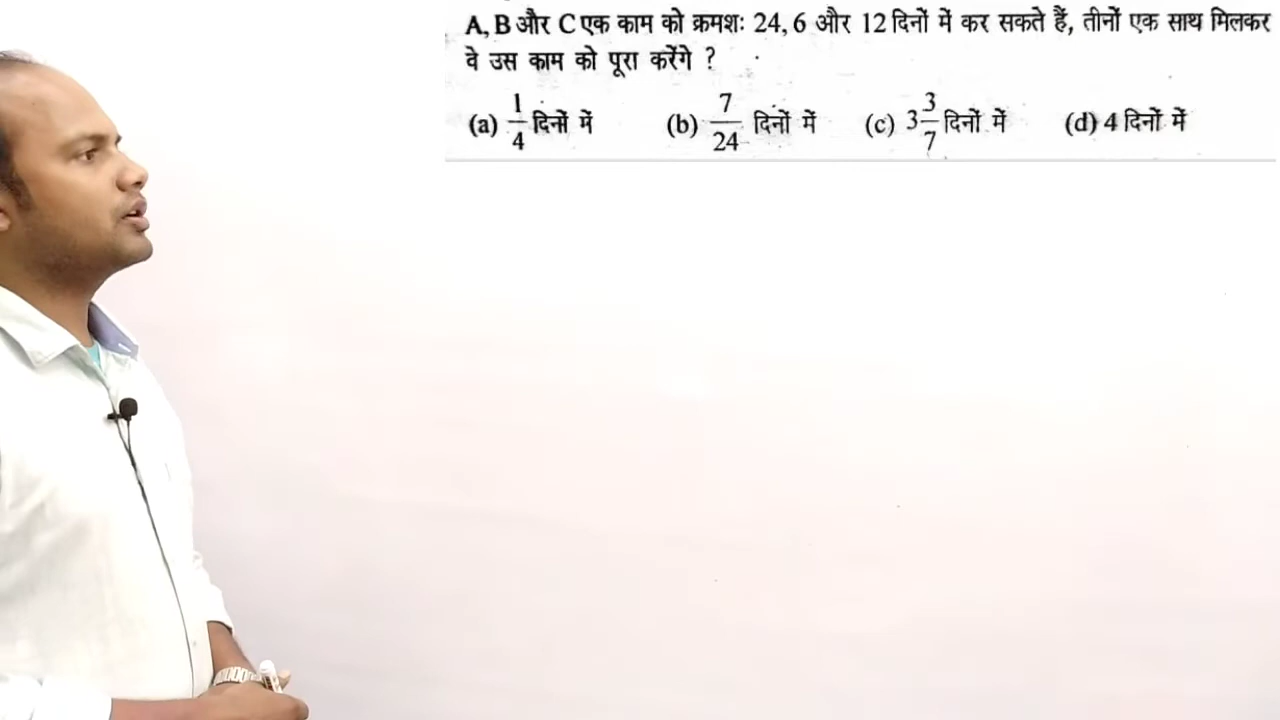 A, B और C एक काम को क्रमशः 24, 6 और 12 दिनों में कर सकते हैं, तीनों एक साथ मिलकर
वे उस काम को पूरा करेंगे ?
(a) 1/4 दिनों में (b) 7/24 दिनों में (c) 3 3/7 दिनों में (d) 4 दिनों में